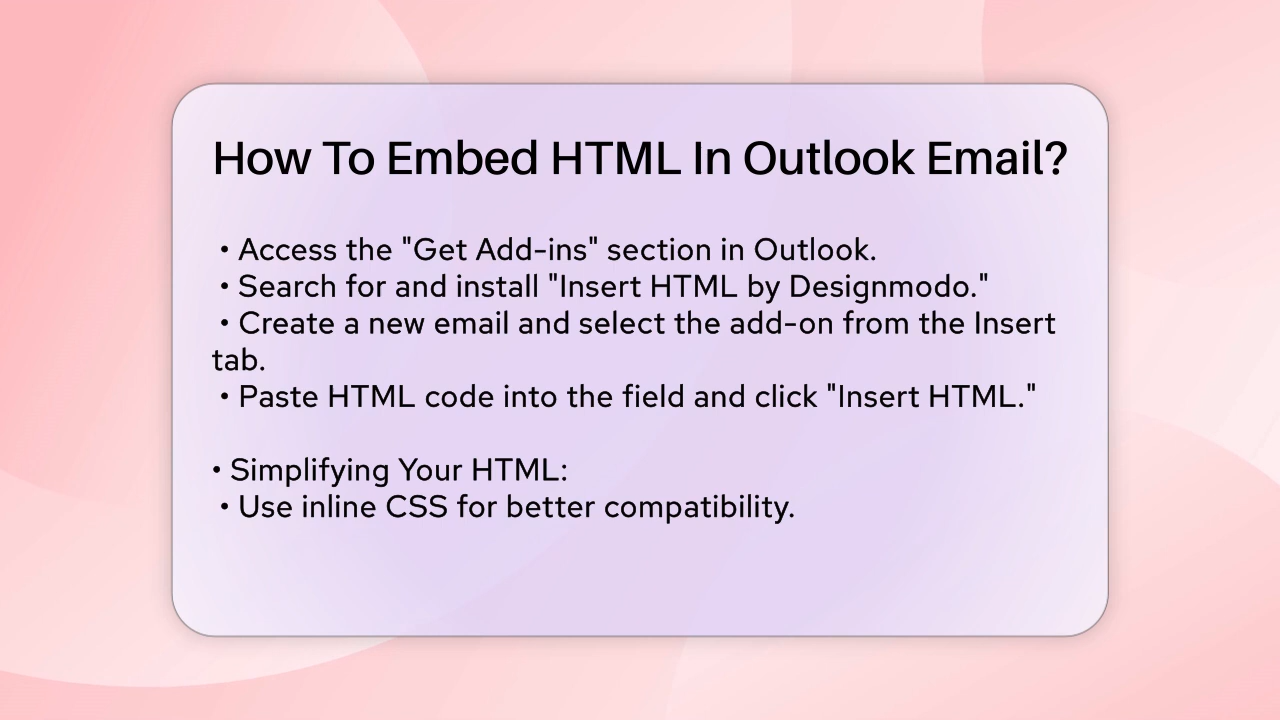 How To Embed HTML In Outlook Email?
• Access the "Get Add-ins" section in Outlook.
• Search for and install "Insert HTML by Designmodo."
• Create a new email and select the add-on from the Insert
tab.
• Paste HTML code into the field and click "Insert HTML."
• Simplifying Your HTML:
• Use inline CSS for better compatibility.